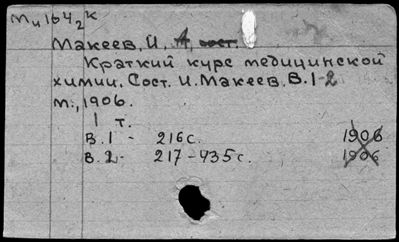 Макеев, И. А, сост.
Краткий курс медицинской
химии. Сост. И. Макеев. В. 1-2
М., 1906.
1 т.
В. 1 - 216 с. 1906
В. 2 - 217-435 с. 1906